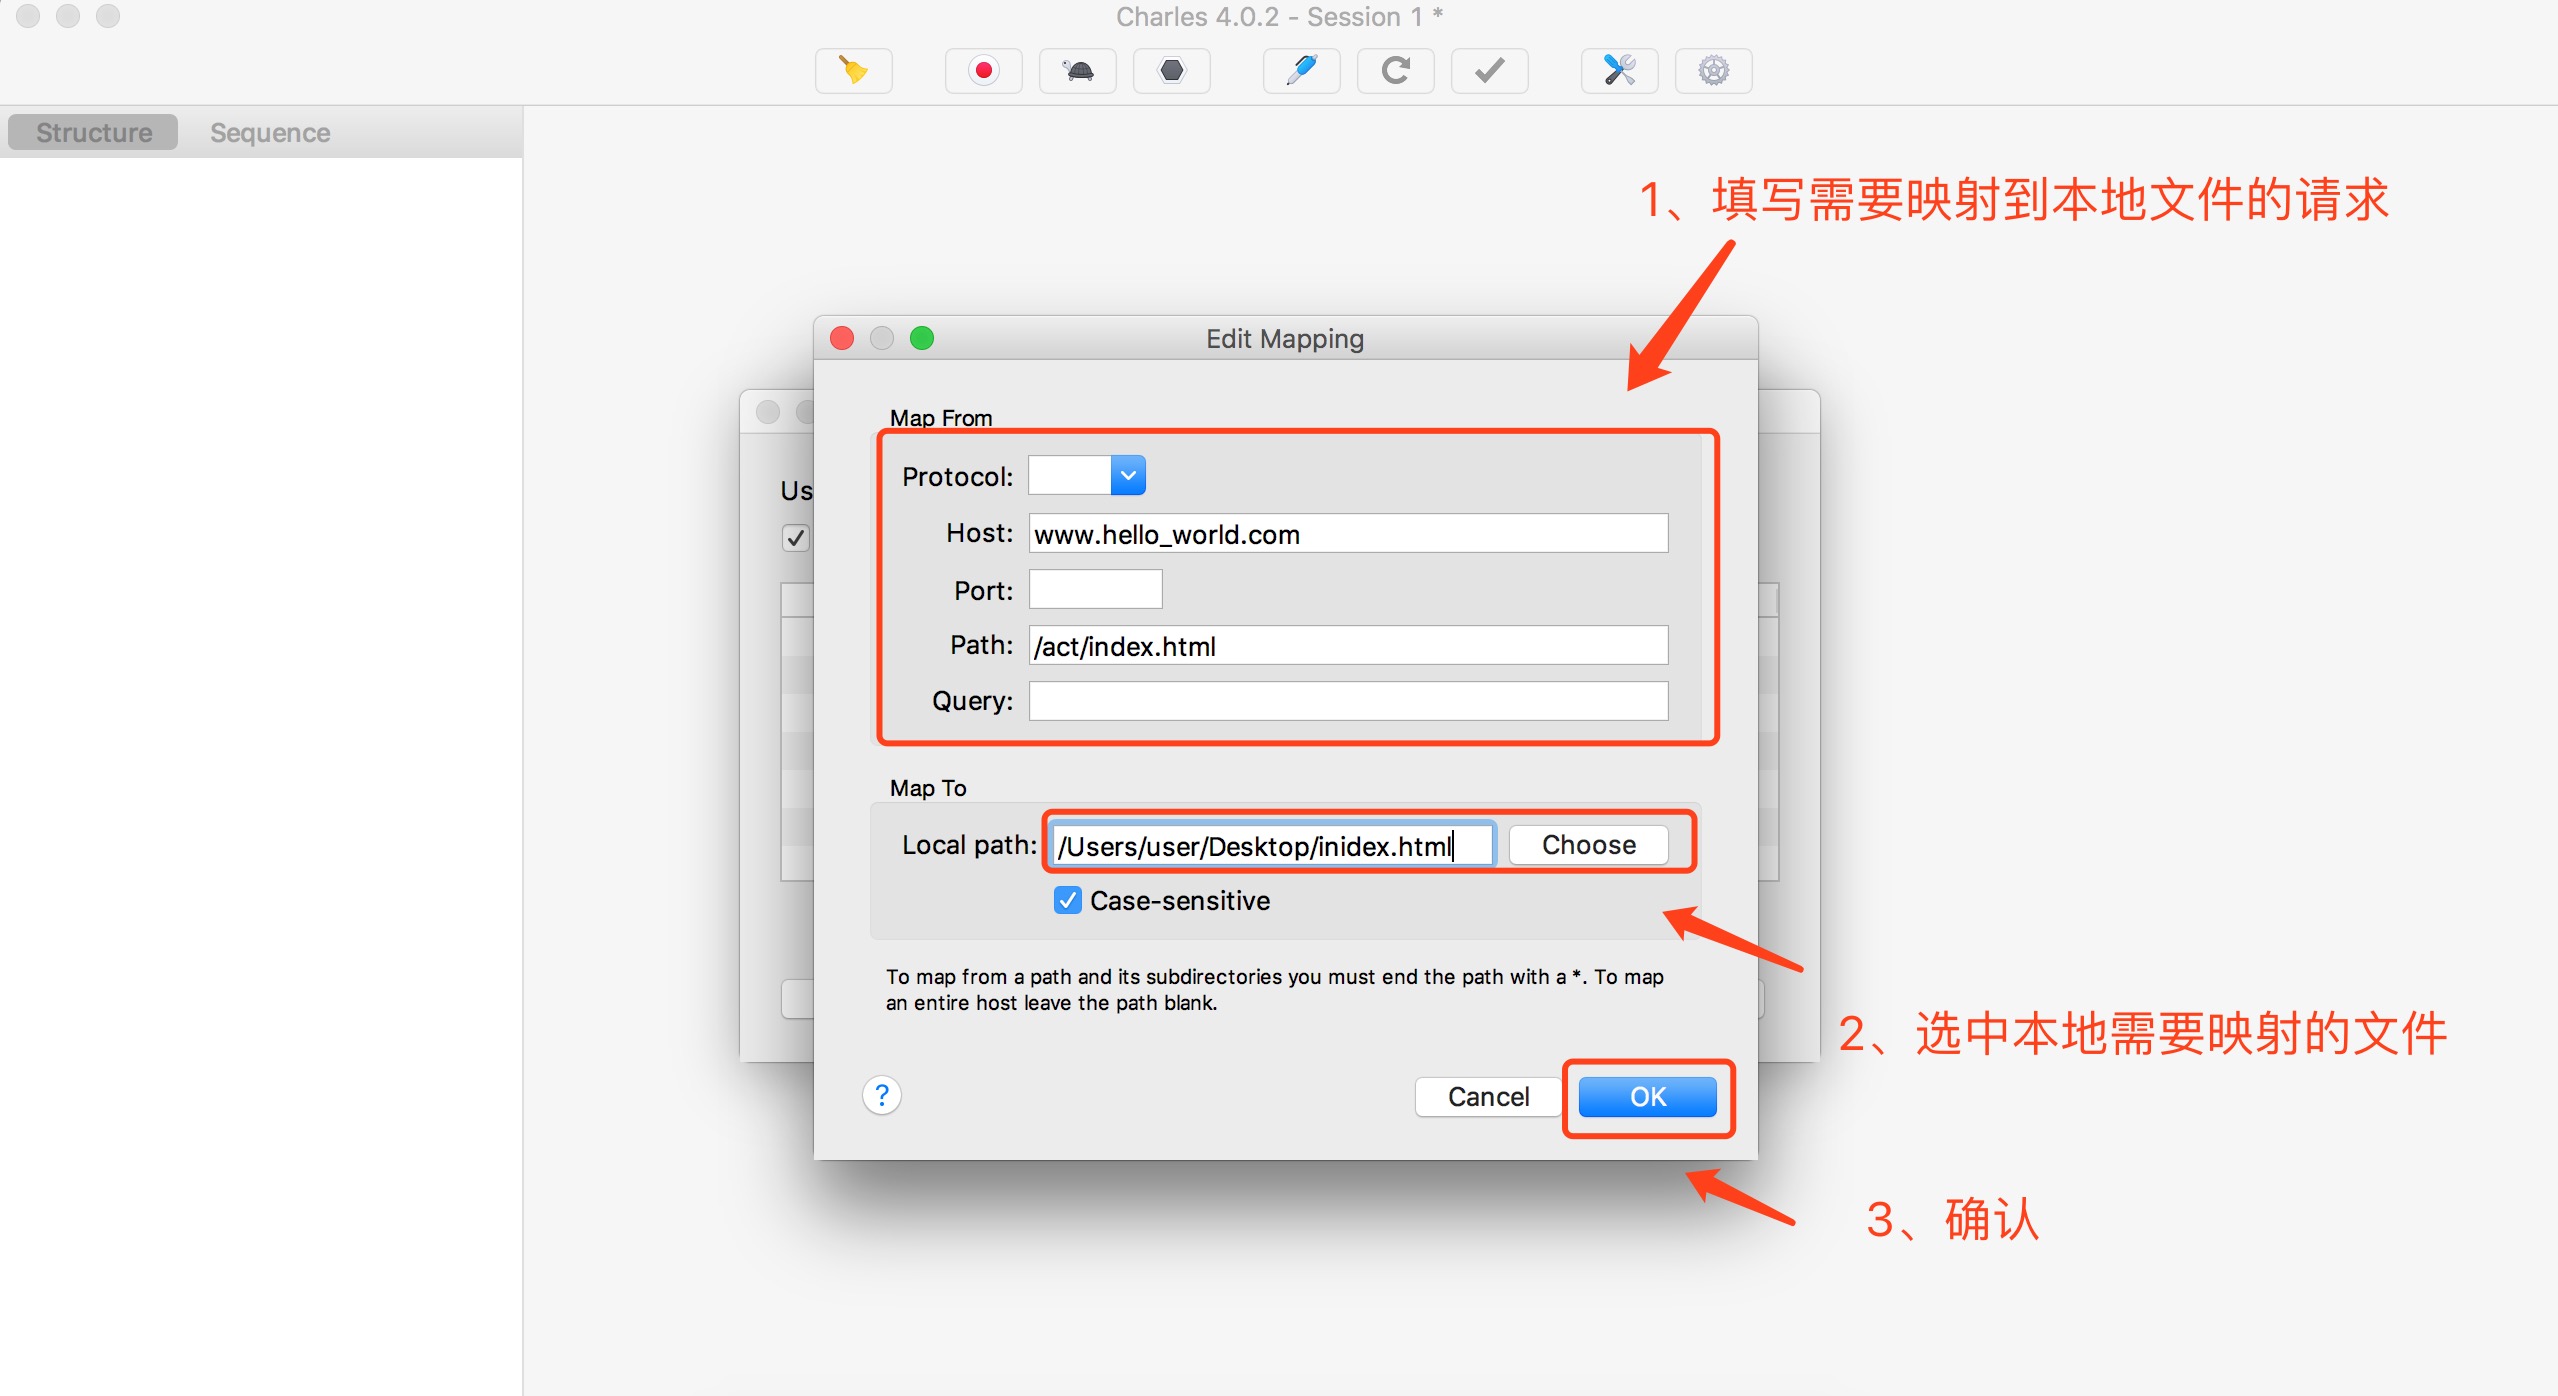 Charles 4.0.2 - Session 1 *
Structure
Sequence
1、填写需要映射到本地文件的请求
Edit Mapping
Map From
Us
Protocol:
Host: www.hello_world.com
Port:
Path: /act/index.html
Query:
Map To
Local path: /Users/user/Desktop/inidex.html Choose
Case-sensitive
To map from a path and its subdirectories you must end the path with a *. To map
an entire host leave the path blank.
2、选中本地需要映射的文件
? Cancel OK
3、确认